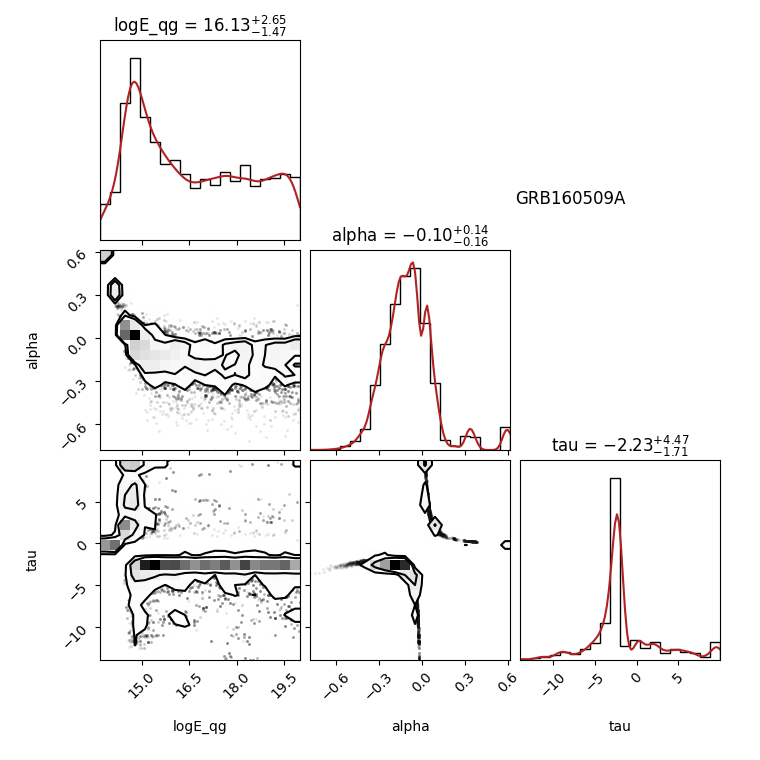 logE_qg = 16.13+2.65 −1.47
GRB160509A
alpha = −0.10+0.14 −0.16
0.6
0.3
0.0
−0.3
−0.6
alpha
tau = −2.23+4.47 −1.71
5
0
−5
−10
tau
15.0 16.5 18.0 19.5
−0.6 −0.3 0.0 0.3 0.6
−10 −5 0 5
logE_qg alpha tau